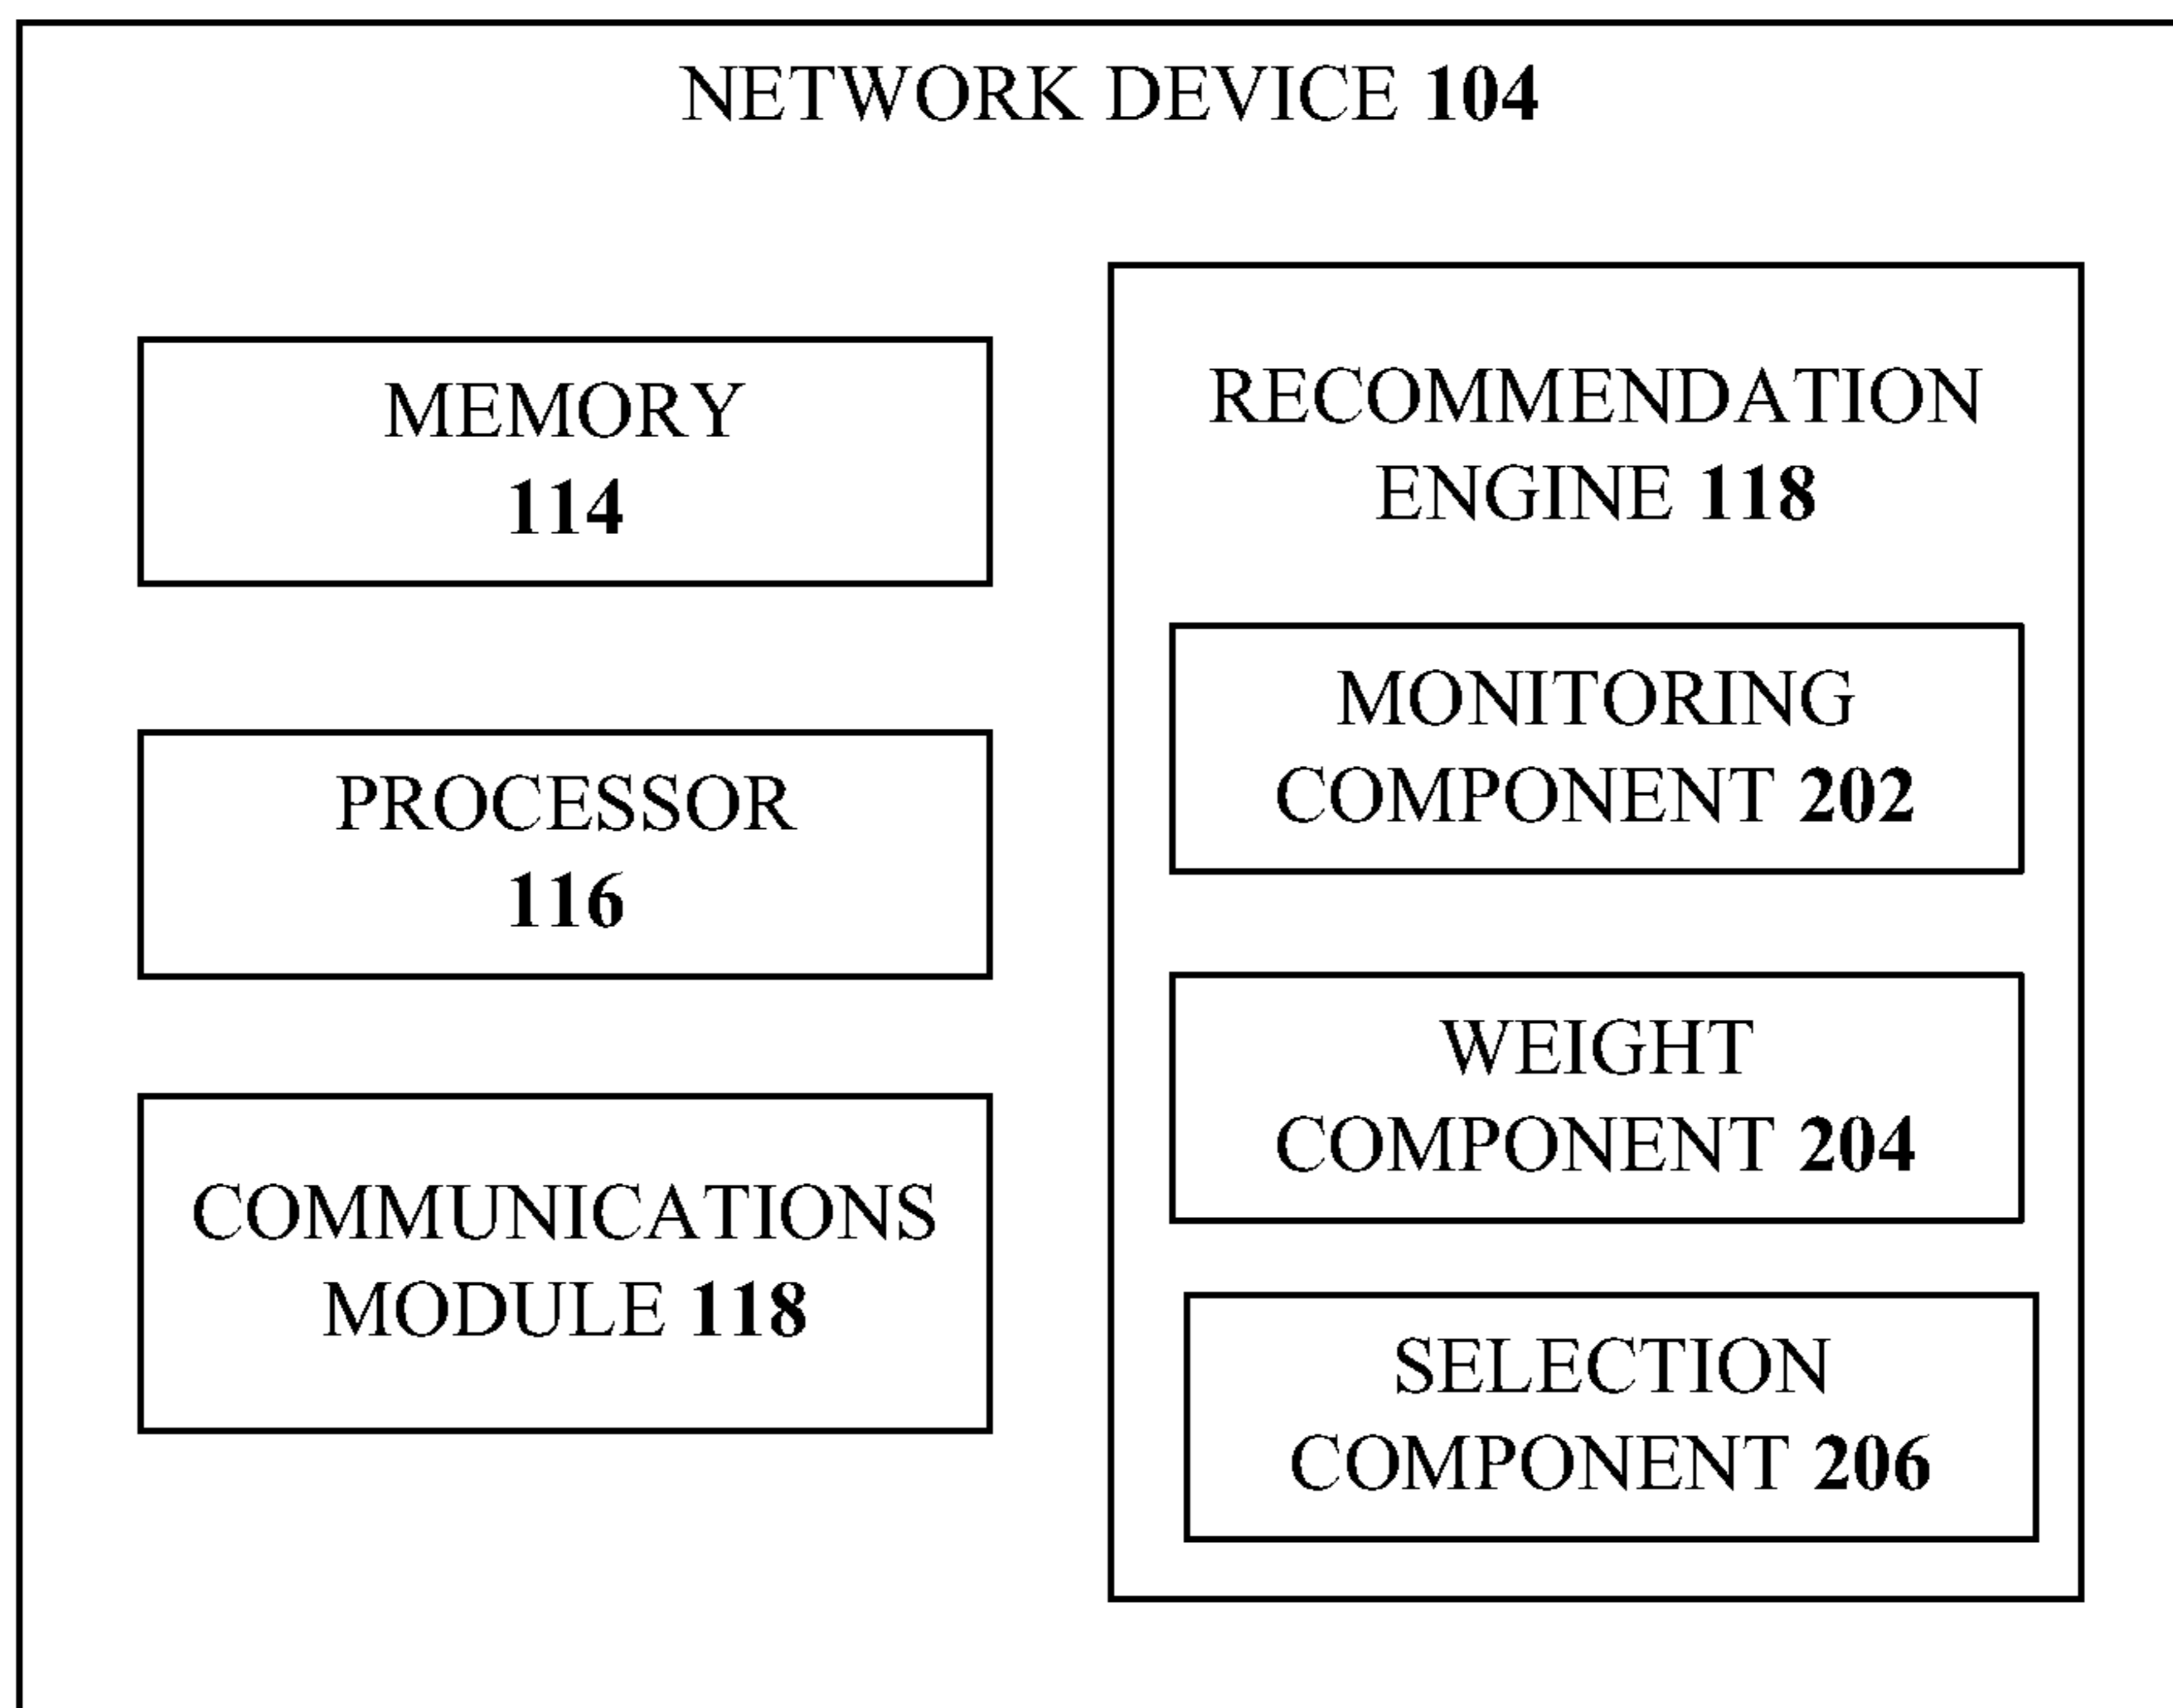 NETWORK DEVICE 104
MEMORY
114
PROCESSOR
116
COMMUNICATIONS
MODULE 118
RECOMMENDATION
ENGINE 118
MONITORING
COMPONENT 202
WEIGHT
COMPONENT 204
SELECTION
COMPONENT 206